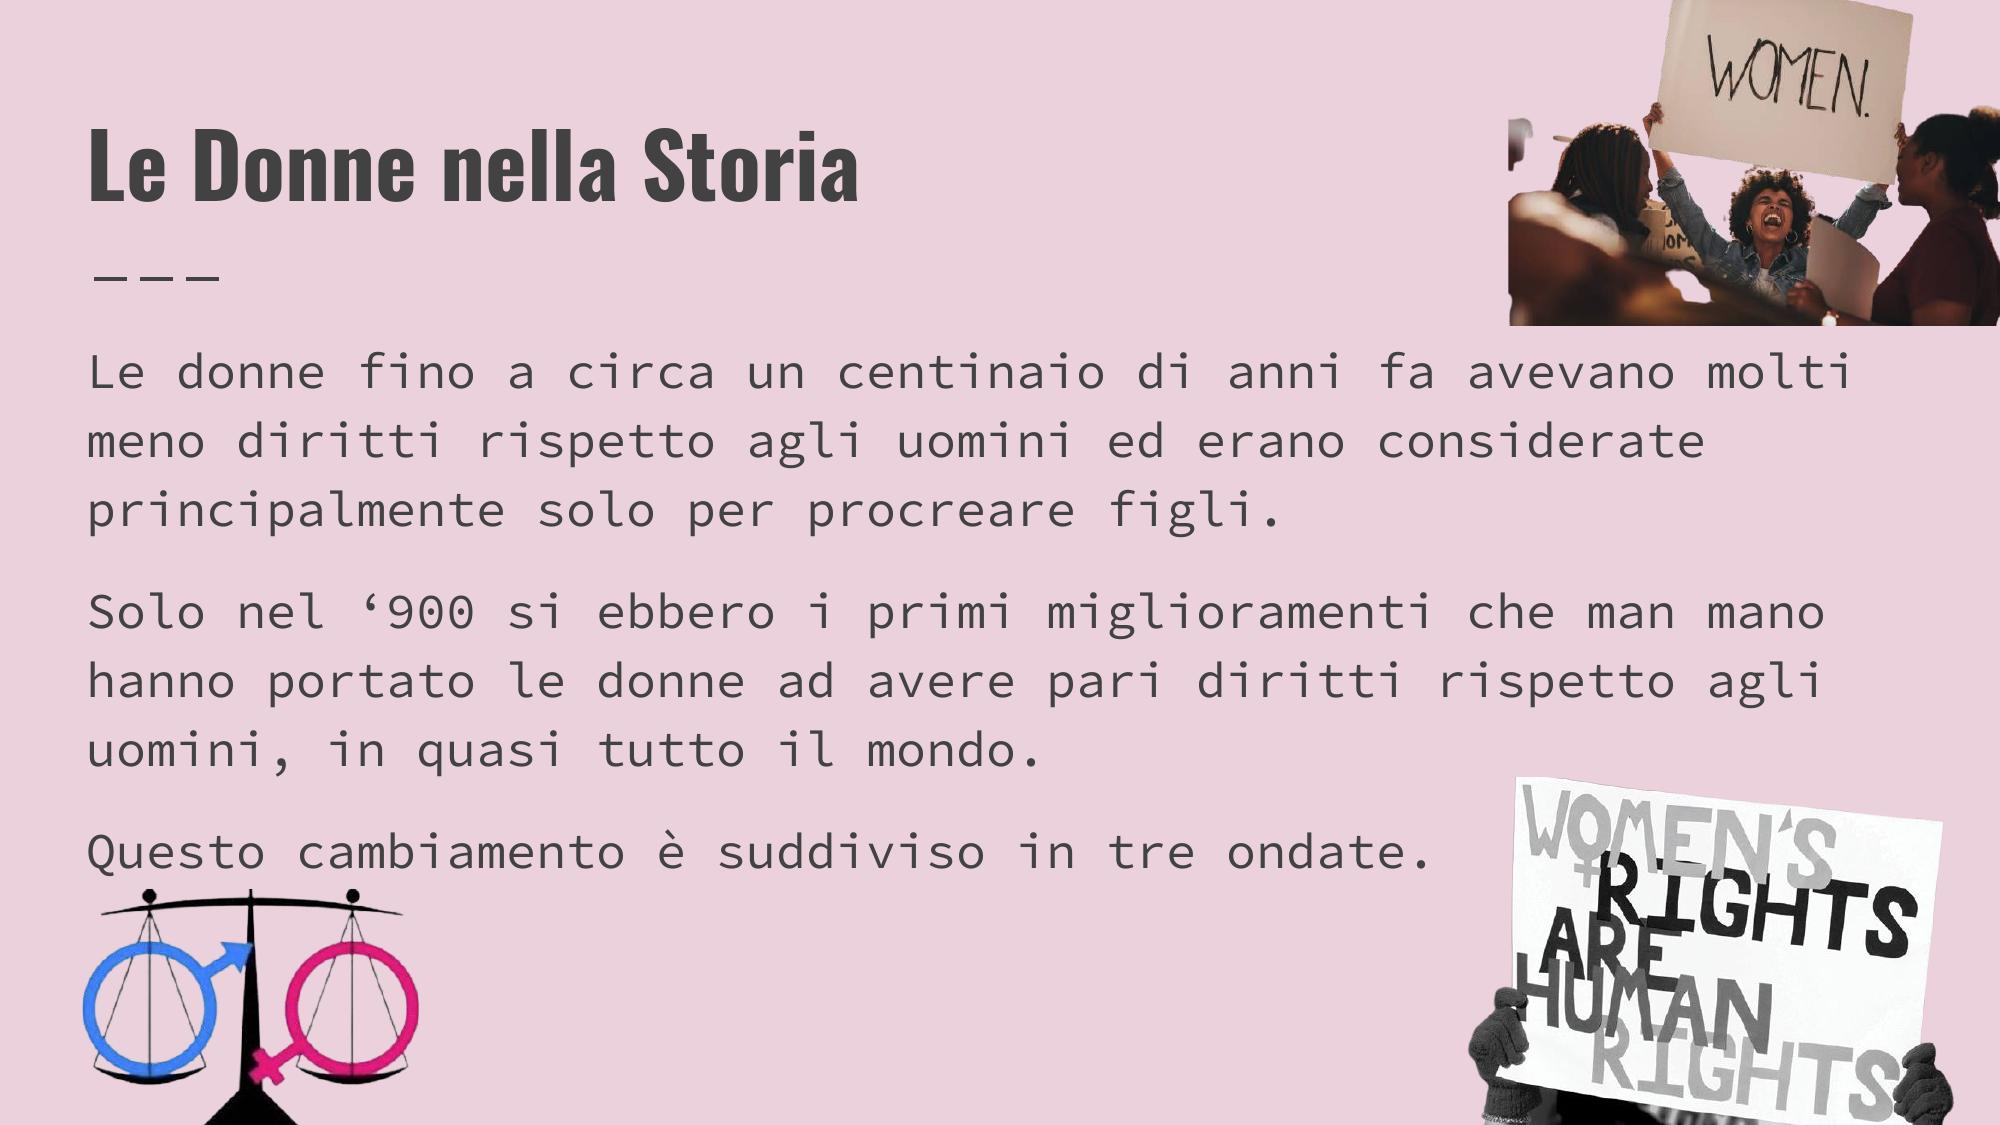 WOMEN.
Le Donne nella Storia
Le donne fino a circa un centinaio di anni fa avevano molti
meno diritti rispetto agli uomini ed erano considerate
principalmente solo per procreare figli.
Solo nel ‘900 si ebbero i primi miglioramenti che man mano
hanno portato le donne ad avere pari diritti rispetto agli
uomini, in quasi tutto il mondo.
Questo cambiamento è suddiviso in tre ondate.
WOMEN'S
RIGHTS
ARE
HUMAN
RIGHTS